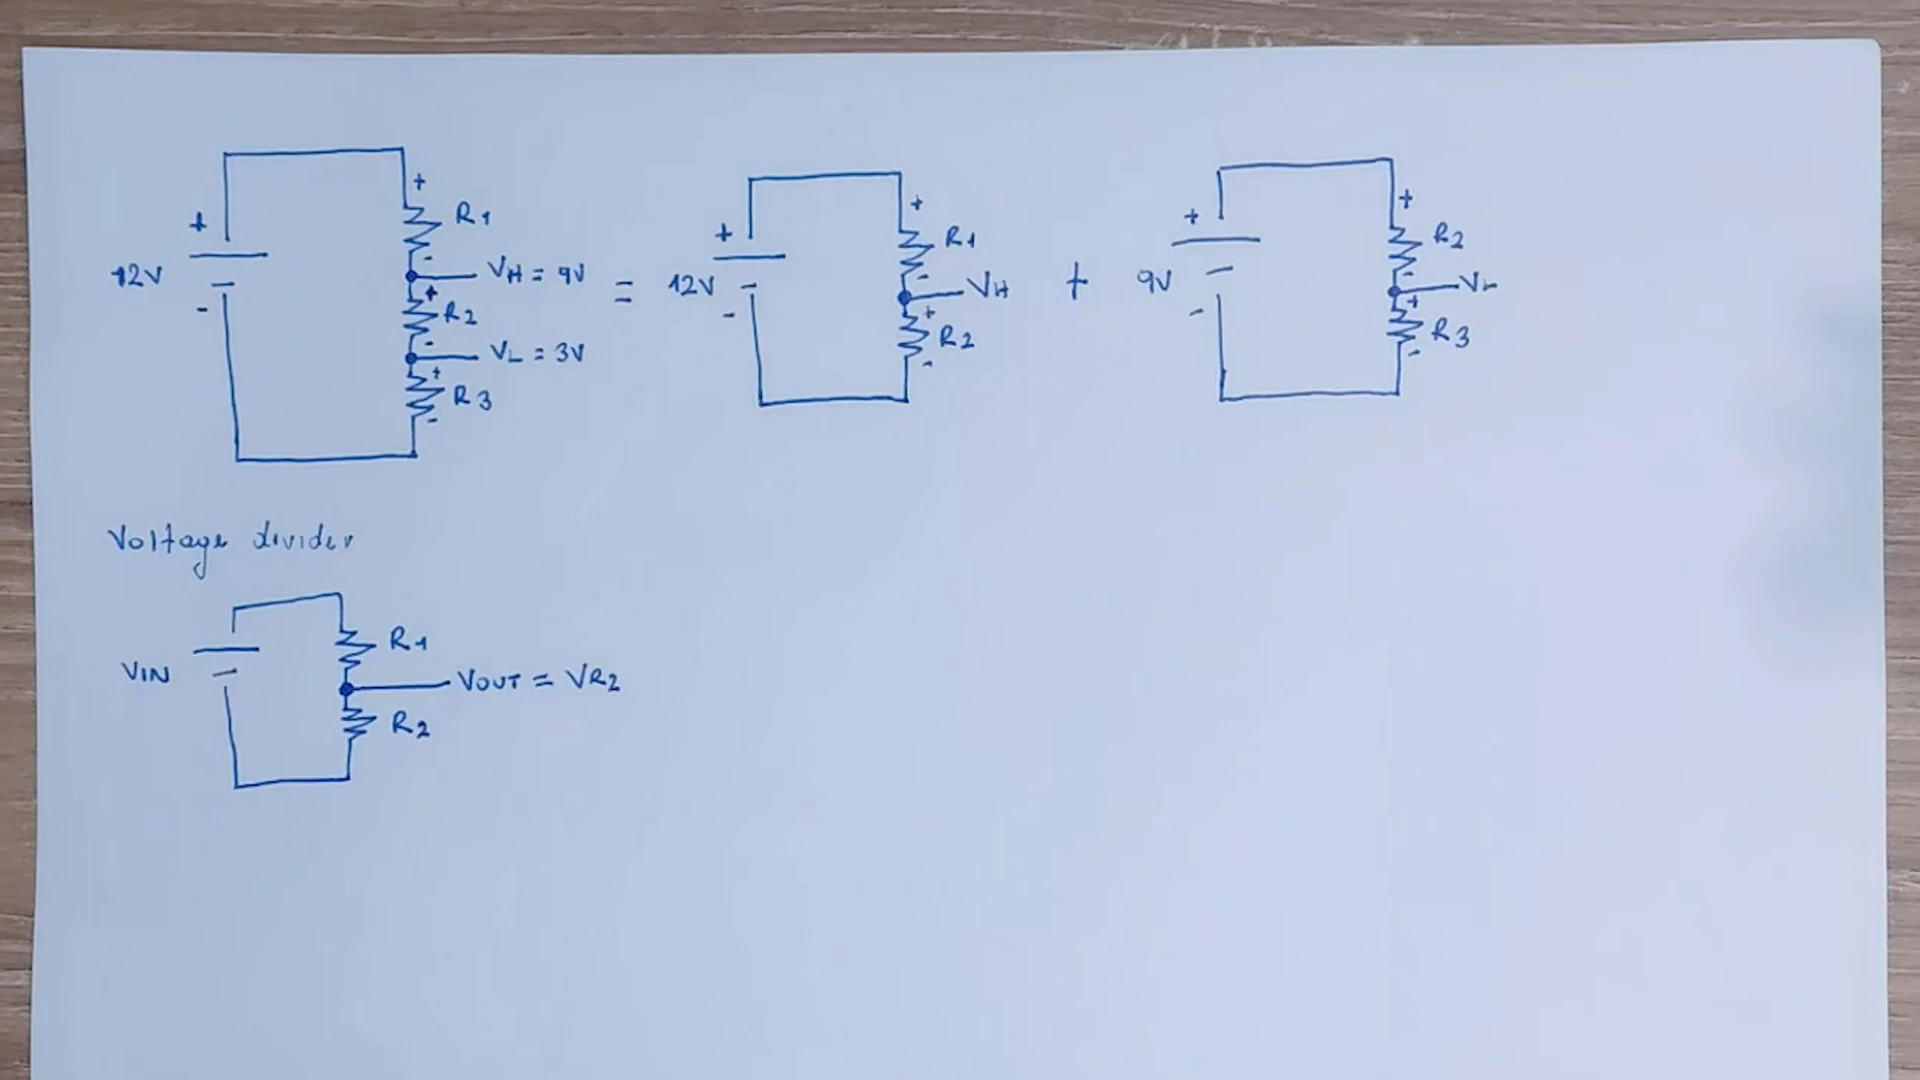 + R1
-
+ 12V -
VH = 9V
+ R2 -
VL = 3V
+ R3 -
=
+ 12V -
+ R1 -
VH
+ R2 -
+
+ 9V -
+ R2 -
VL
+ R3 -
Voltage divider
VIN
R1
VOUT = VR2
R2